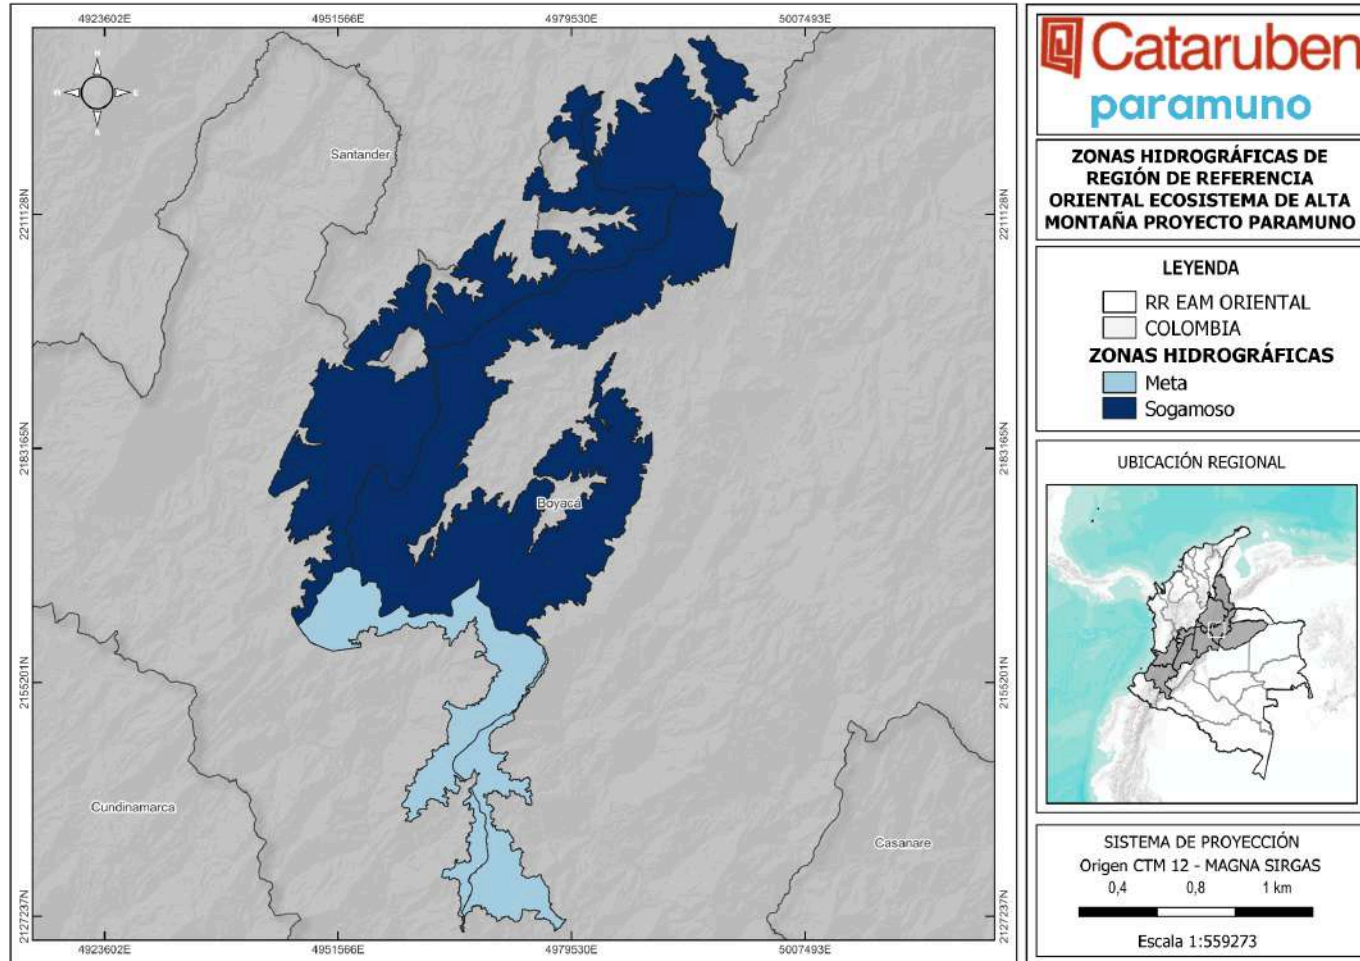 4923602E
4951566E
4979530E
5007493E
Santander
Boyacá
Cundinamarca
Casanare
2211128N
2183165N
2155201N
2127237N
2211128N
2183165N
2155201N
2127237N
4923602E
4951566E
4979530E
5007493E
Cataruben
paramuno
ZONAS HIDROGRÁFICAS DE
REGIÓN DE REFERENCIA
ORIENTAL ECOSISTEMA DE ALTA
MONTAÑA PROYECTO PARAMUNO
LEYENDA
RR EAM ORIENTAL
COLOMBIA
ZONAS HIDROGRÁFICAS
Meta
Sogamoso
UBICACIÓN REGIONAL
SISTEMA DE PROYECCIÓN
Origen CTM 12 - MAGNA SIRGAS
0,4 0,8 1 km
Escala 1:559273